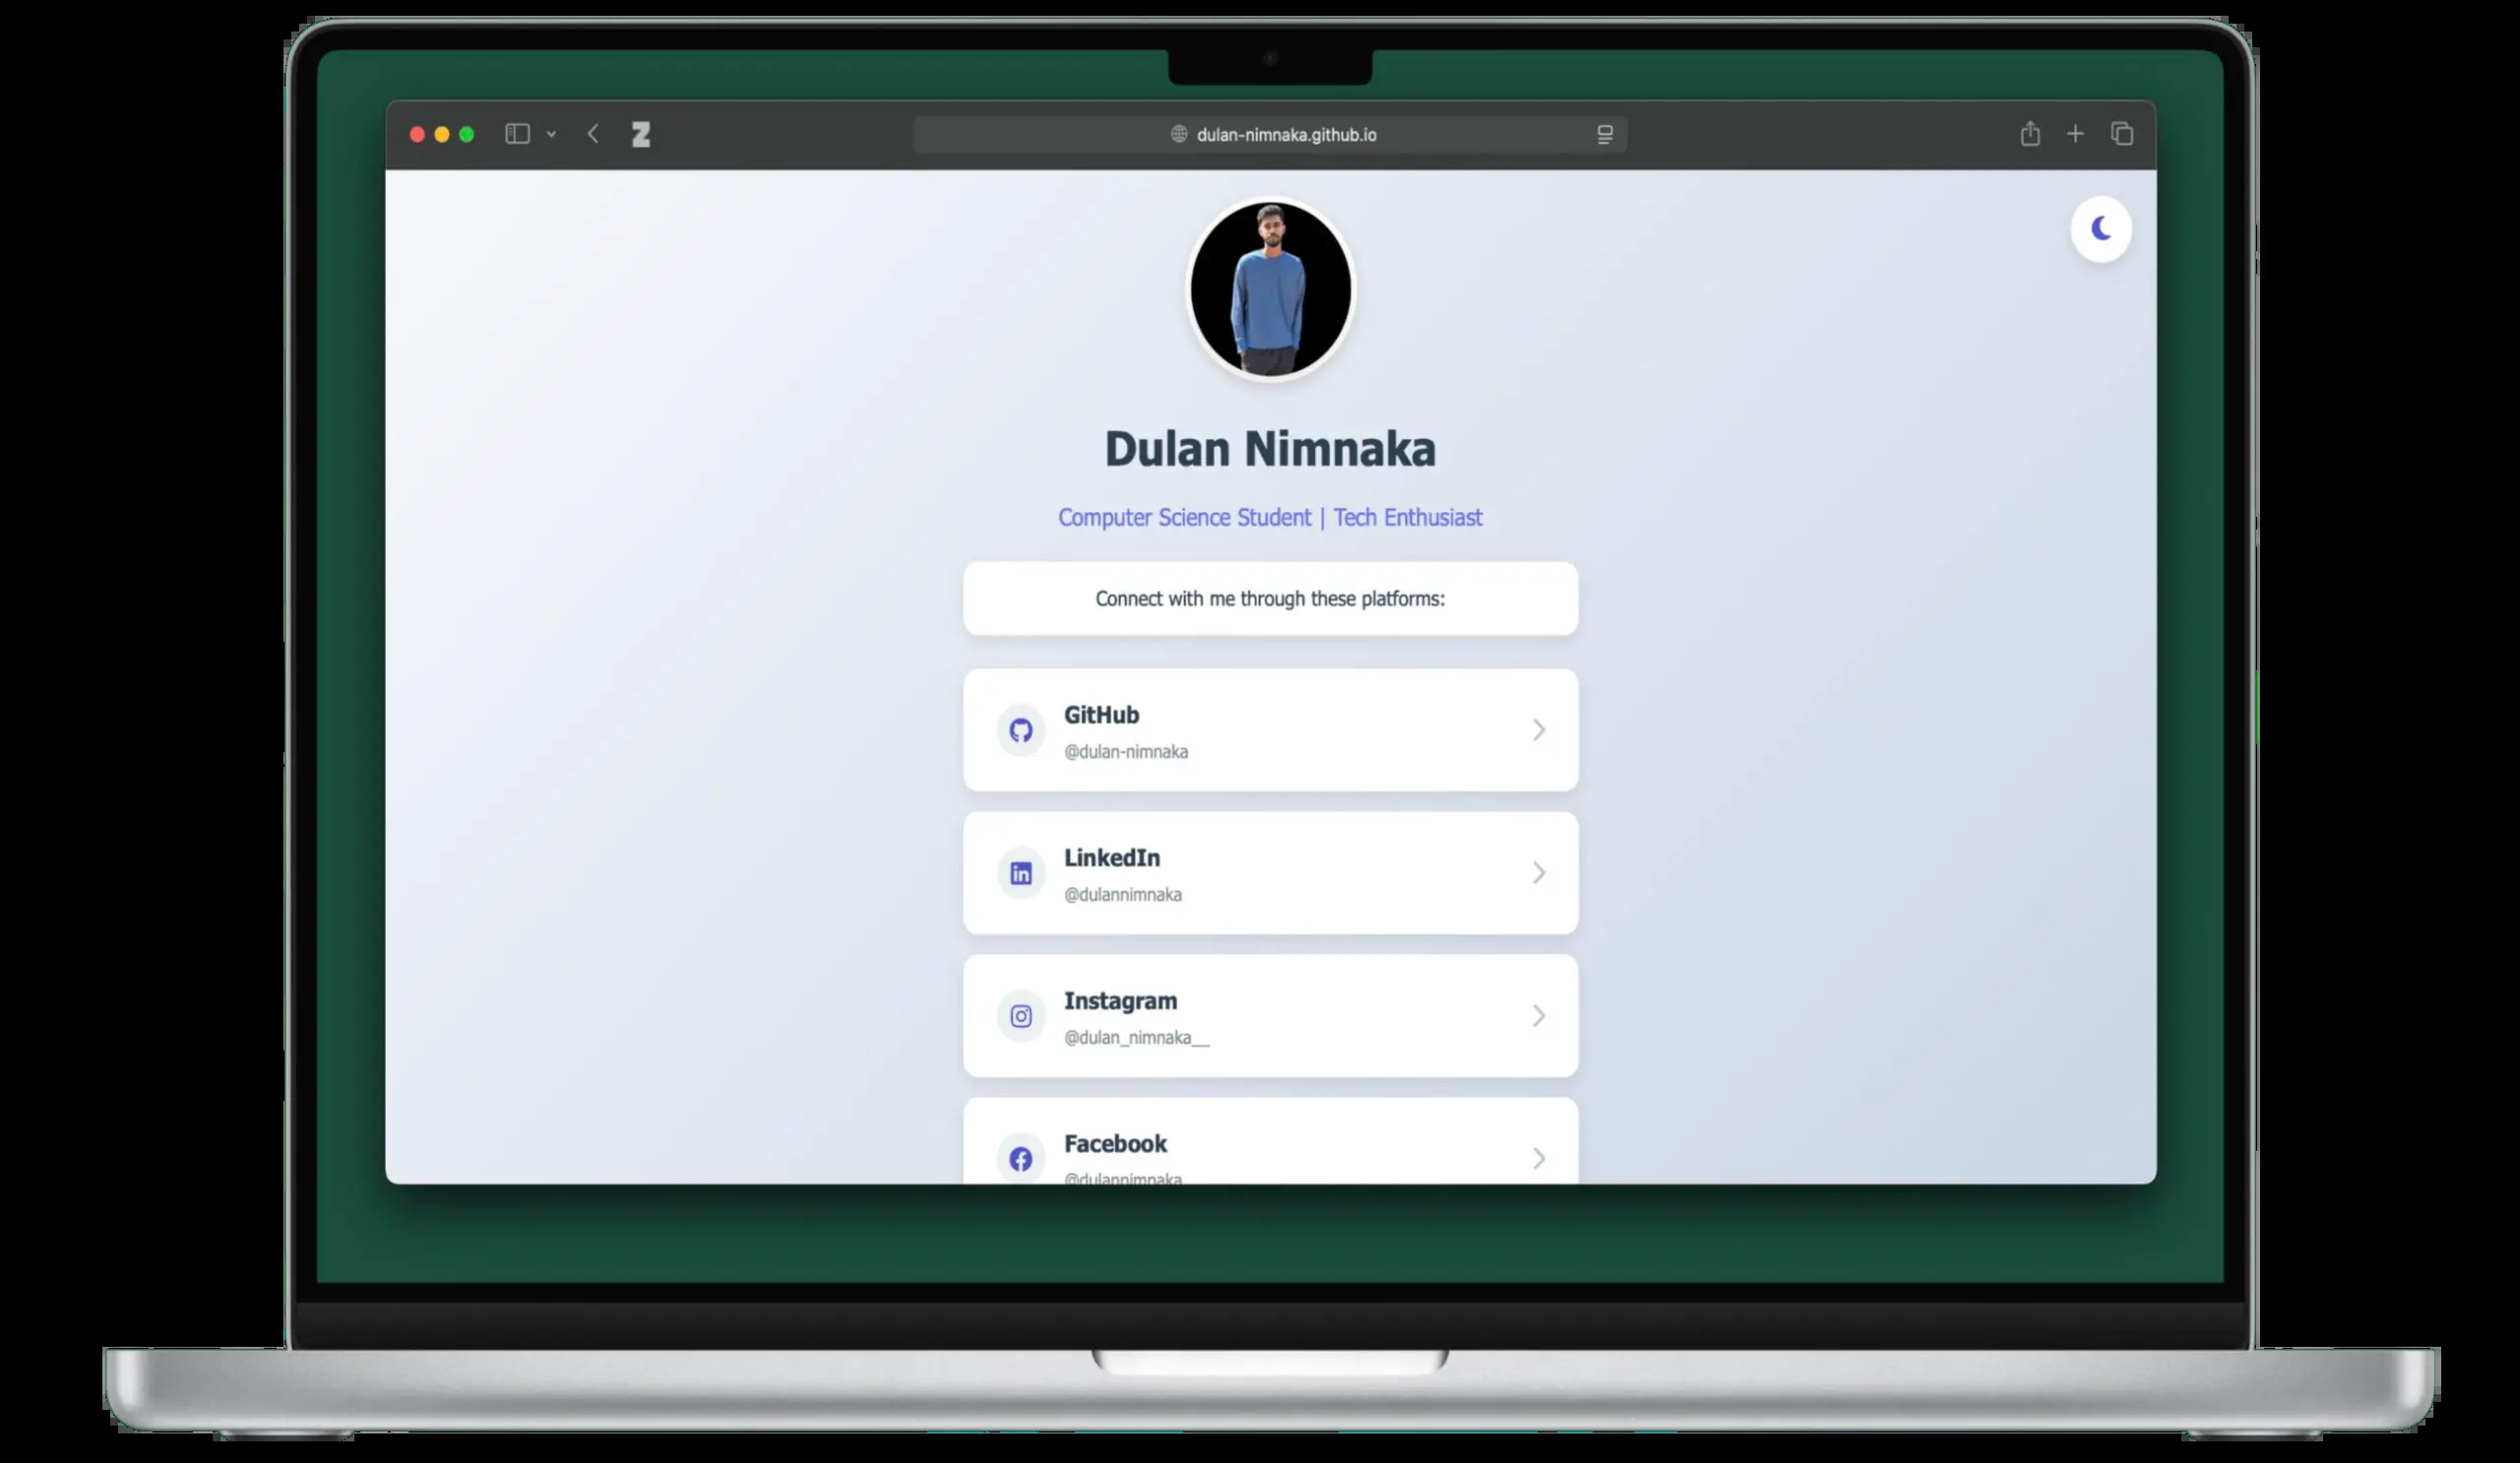 dulan-nimnaka.github.io
Dulan Nimnaka
Computer Science Student | Tech Enthusiast
Connect with me through these platforms:
GitHub
@dulan-nimnaka
LinkedIn
@dulannimnaka
Instagram
@dulan_nimnaka__
Facebook
@dulannimnaka